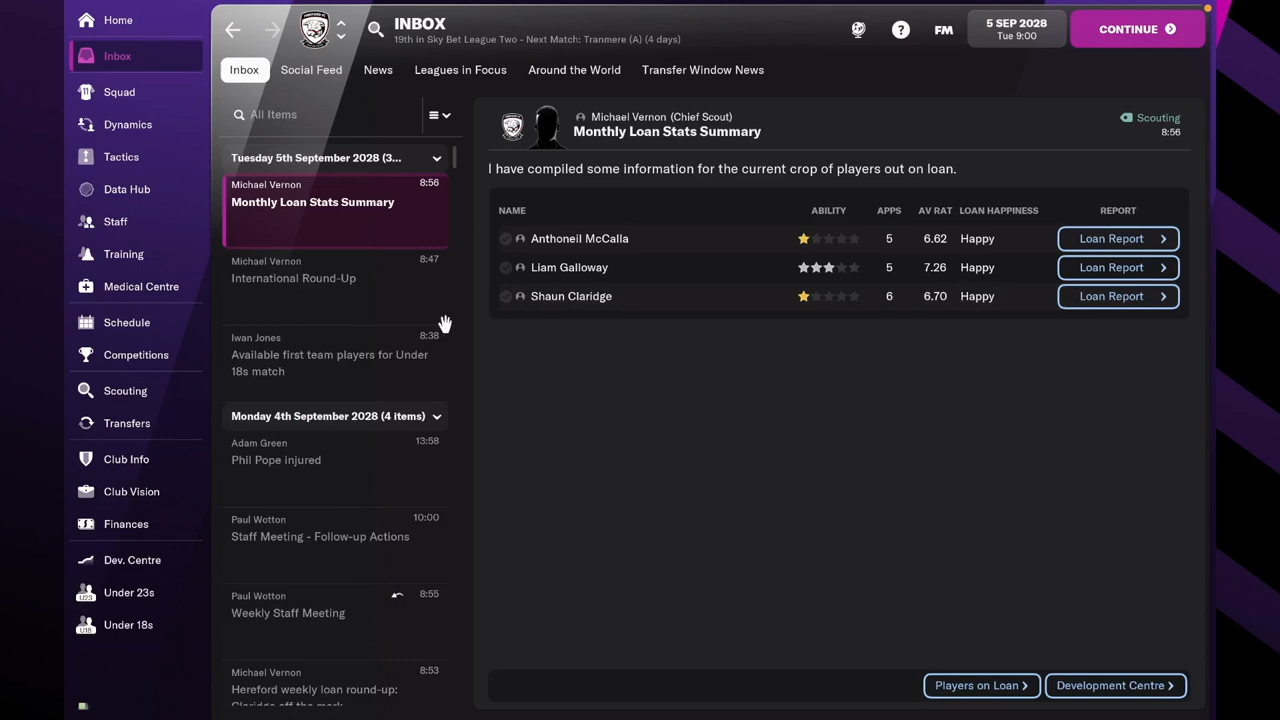 Home
Inbox
Squad
Dynamics
Tactics
Data Hub
Staff
Training
Medical Centre
Schedule
Competitions
Scouting
Transfers
Club Info
Club Vision
Finances
Dev. Centre
U23
Under 23s
U18
Under 18s
INBOX
19th in Sky Bet League Two - Next Match: Tranmere (A) (4 days)
?
FM
5 SEP 2028
Tue 9:00
CONTINUE
Inbox Social Feed News Leagues in Focus Around the World Transfer Window News
All Items
Tuesday 5th September 2028 (3...
Michael Vernon 8:56
Monthly Loan Stats Summary
Michael Vernon 8:47
International Round-Up
Iwan Jones 8:38
Available first team players for Under
18s match
Monday 4th September 2028 (4 items)
Adam Green 13:58
Phil Pope injured
Paul Wotton 10:00
Staff Meeting - Follow-up Actions
Paul Wotton 8:55
Weekly Staff Meeting
Michael Vernon 8:53
Hereford weekly loan round-up:
Claridge off the mark
Michael Vernon (Chief Scout)
Monthly Loan Stats Summary
Scouting
8:56
I have compiled some information for the current crop of players out on loan.
NAME ABILITY APPS AV RAT LOAN HAPPINESS REPORT
Anthoneil McCalla 5 6.62 Happy Loan Report
Liam Galloway 5 7.26 Happy Loan Report
Shaun Claridge 6 6.70 Happy Loan Report
Players on Loan Development Centre